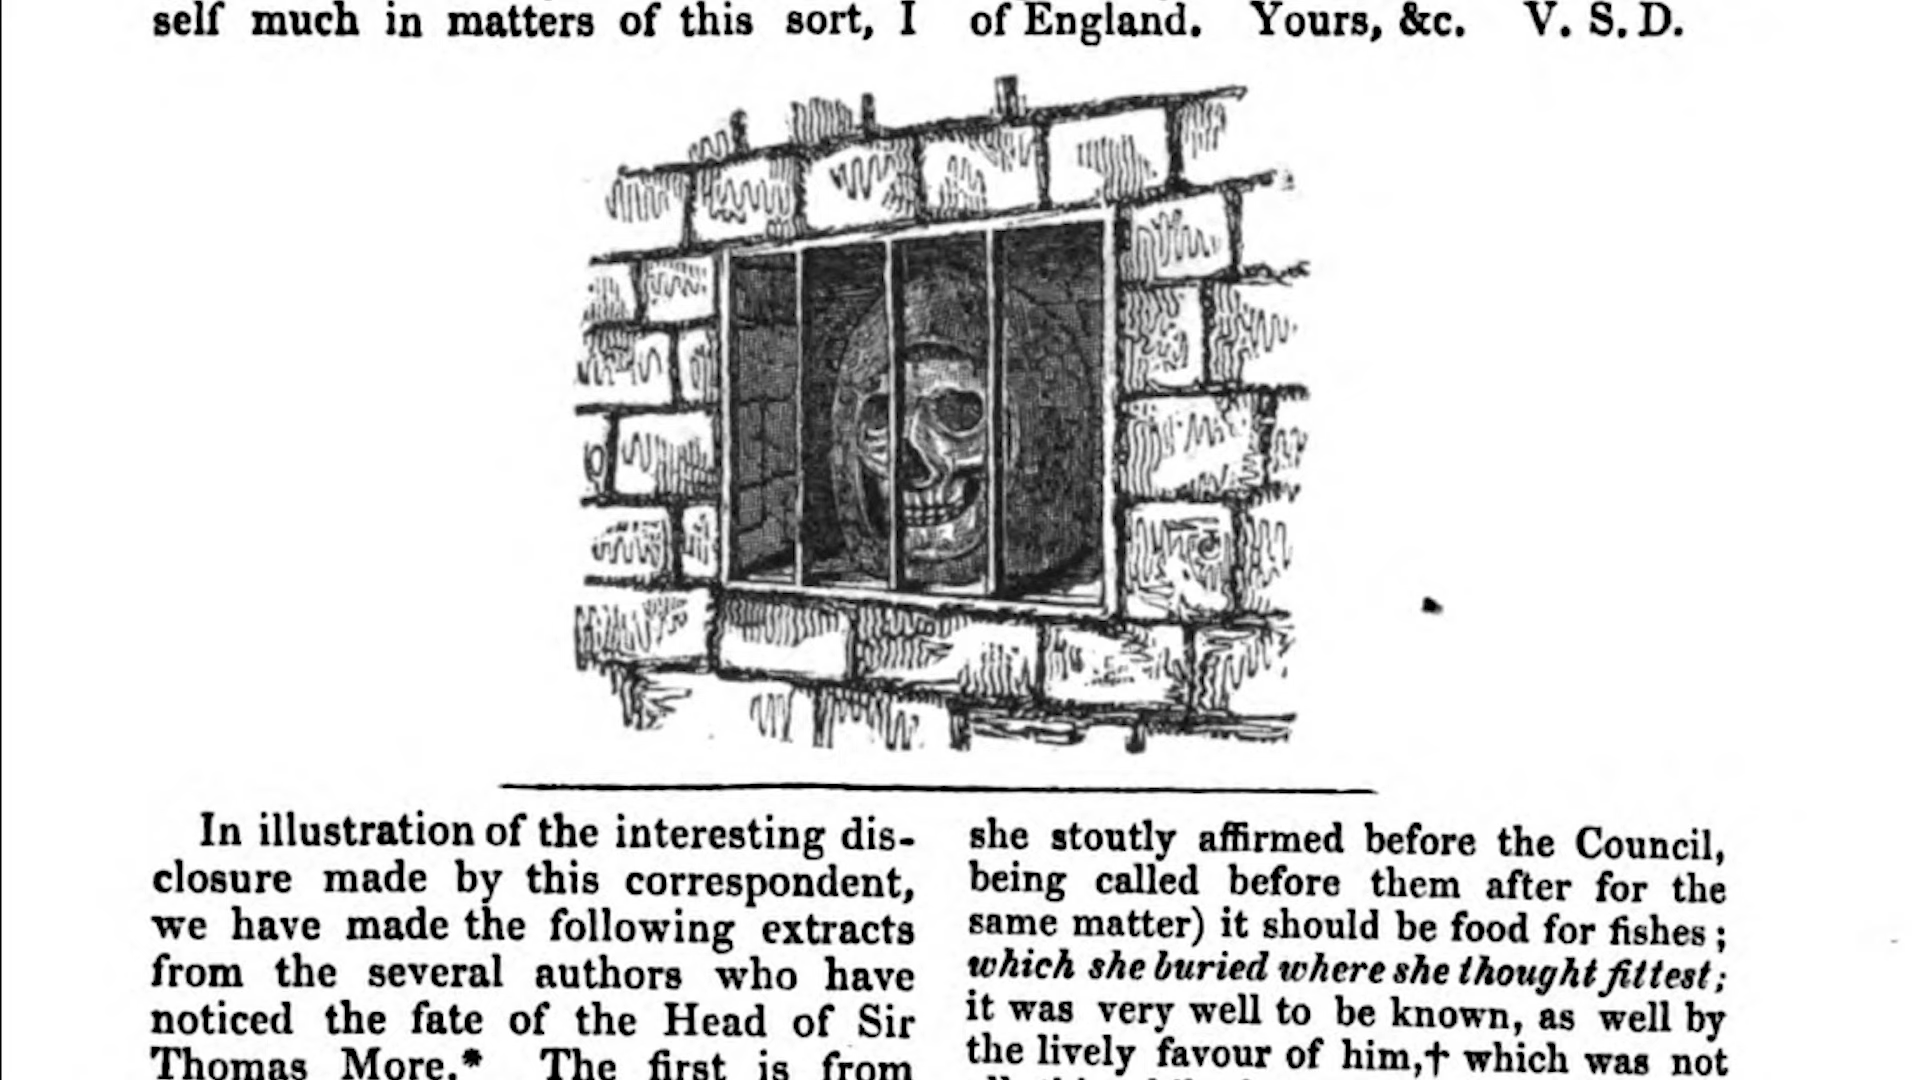 self much in matters of this sort, I
of England. Yours, &c. V. S. D.
In illustration of the interesting dis-
closure made by this correspondent,
we have made the following extracts
from the several authors who have
noticed the fate of the Head of Sir
Thomas More.* The first is from
she stoutly affirmed before the Council,
being called before them after for the
same matter) it should be food for fishes;
which she buried where she thought fittest;
it was very well to be known, as well by
the lively favour of him,† which was not